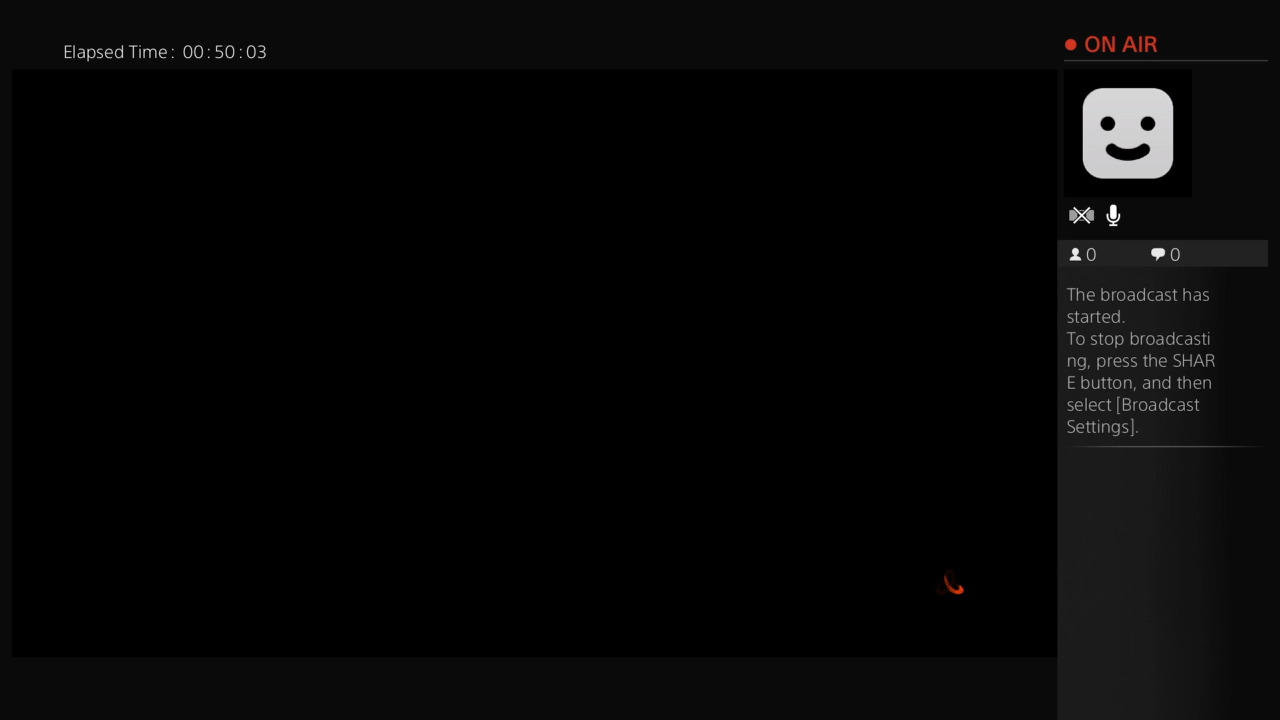 Elapsed Time: 00:50:03
ON AIR
0 0
The broadcast has
started.
To stop broadcasti
ng, press the SHAR
E button, and then
select [Broadcast
Settings].